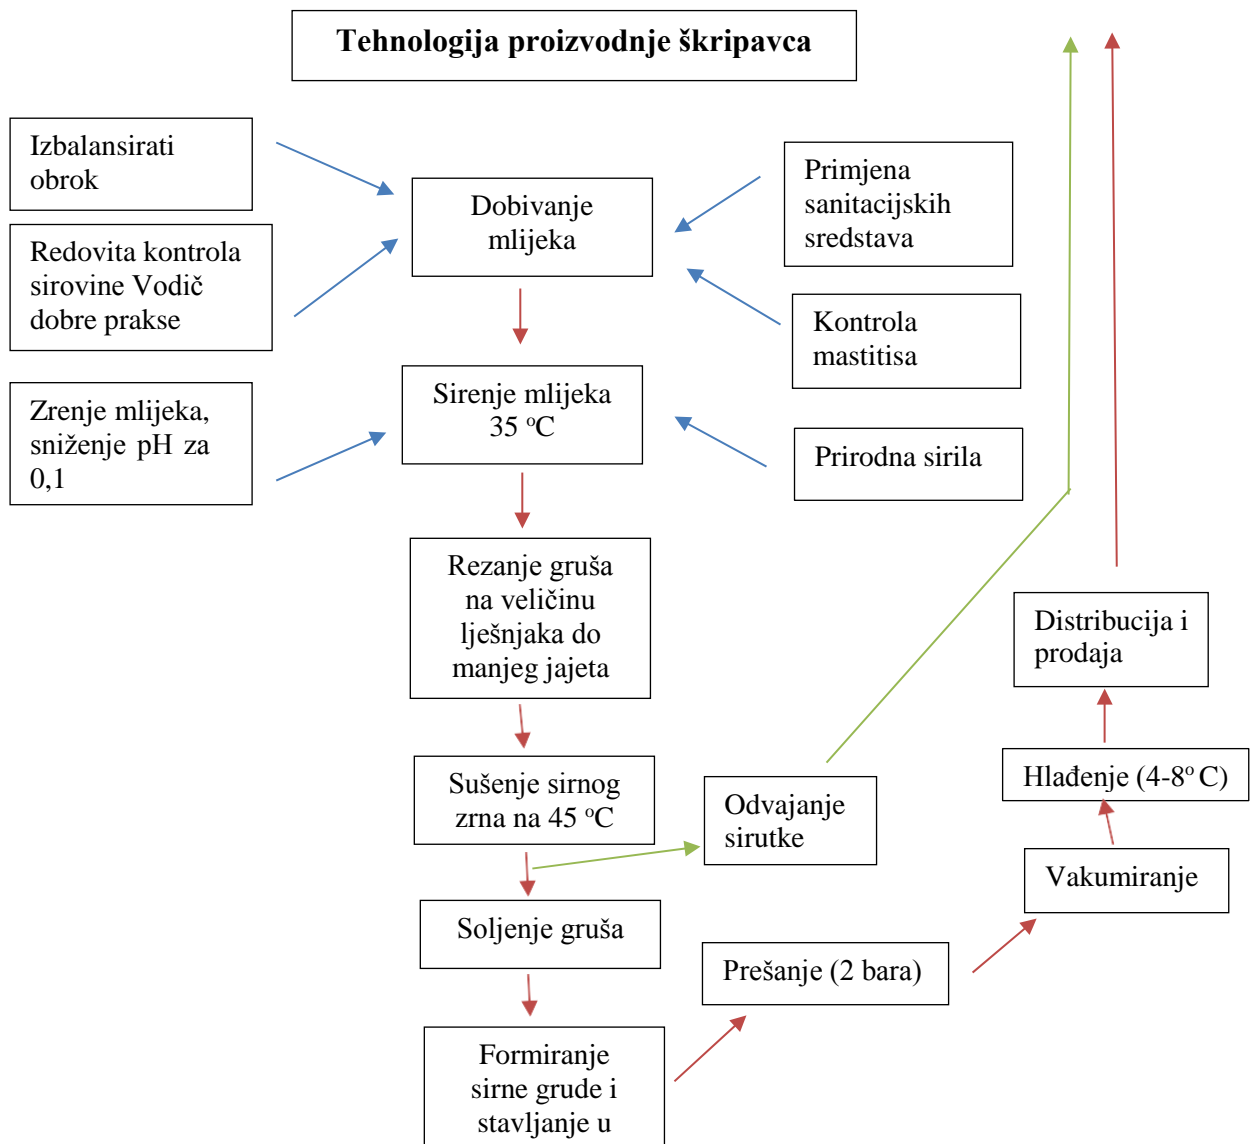 Tehnologija proizvodnje škripavca
Izbalansirati
obrok
Dobivanje
mlijeka
Primjena
sanitacijskih
sredstava
Redovita kontrola
sirovine Vodič
dobre prakse
Kontrola
mastitisa
Zrenje mlijeka,
sniženje pH za
0,1
Sirenje mlijeka
35 °C
Prirodna sirila
Rezanje gruša
na veličinu
lješnjaka do
manjeg jajeta
Distribucija i
prodaja
Sušenje sirnog
zrna na 45 °C
Odvajanje
sirutke
Hlađenje (4-8° C)
Vakumiranje
Soljenje gruša
Prešanje (2 bara)
Formiranje
sirne grude i
stavljanje u